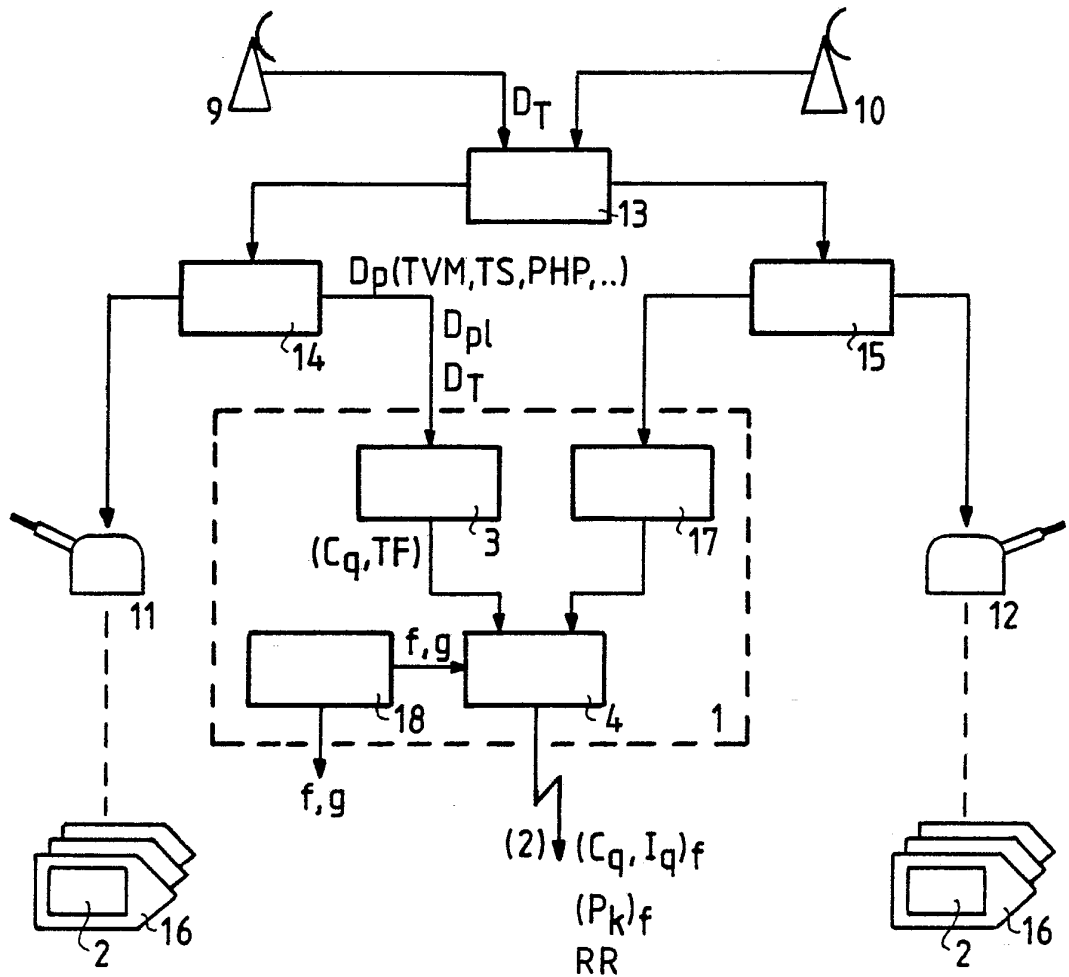 9
D_T
10
13
D_p(TVM,TS,PHP,..)
14
D_pl
15
D_T
3
17
(C_q,TF)
11
12
f,g
18
4
1
f,g
(2) (C_q, I_q)_f
(P_k)_f
RR
2
16
2
16